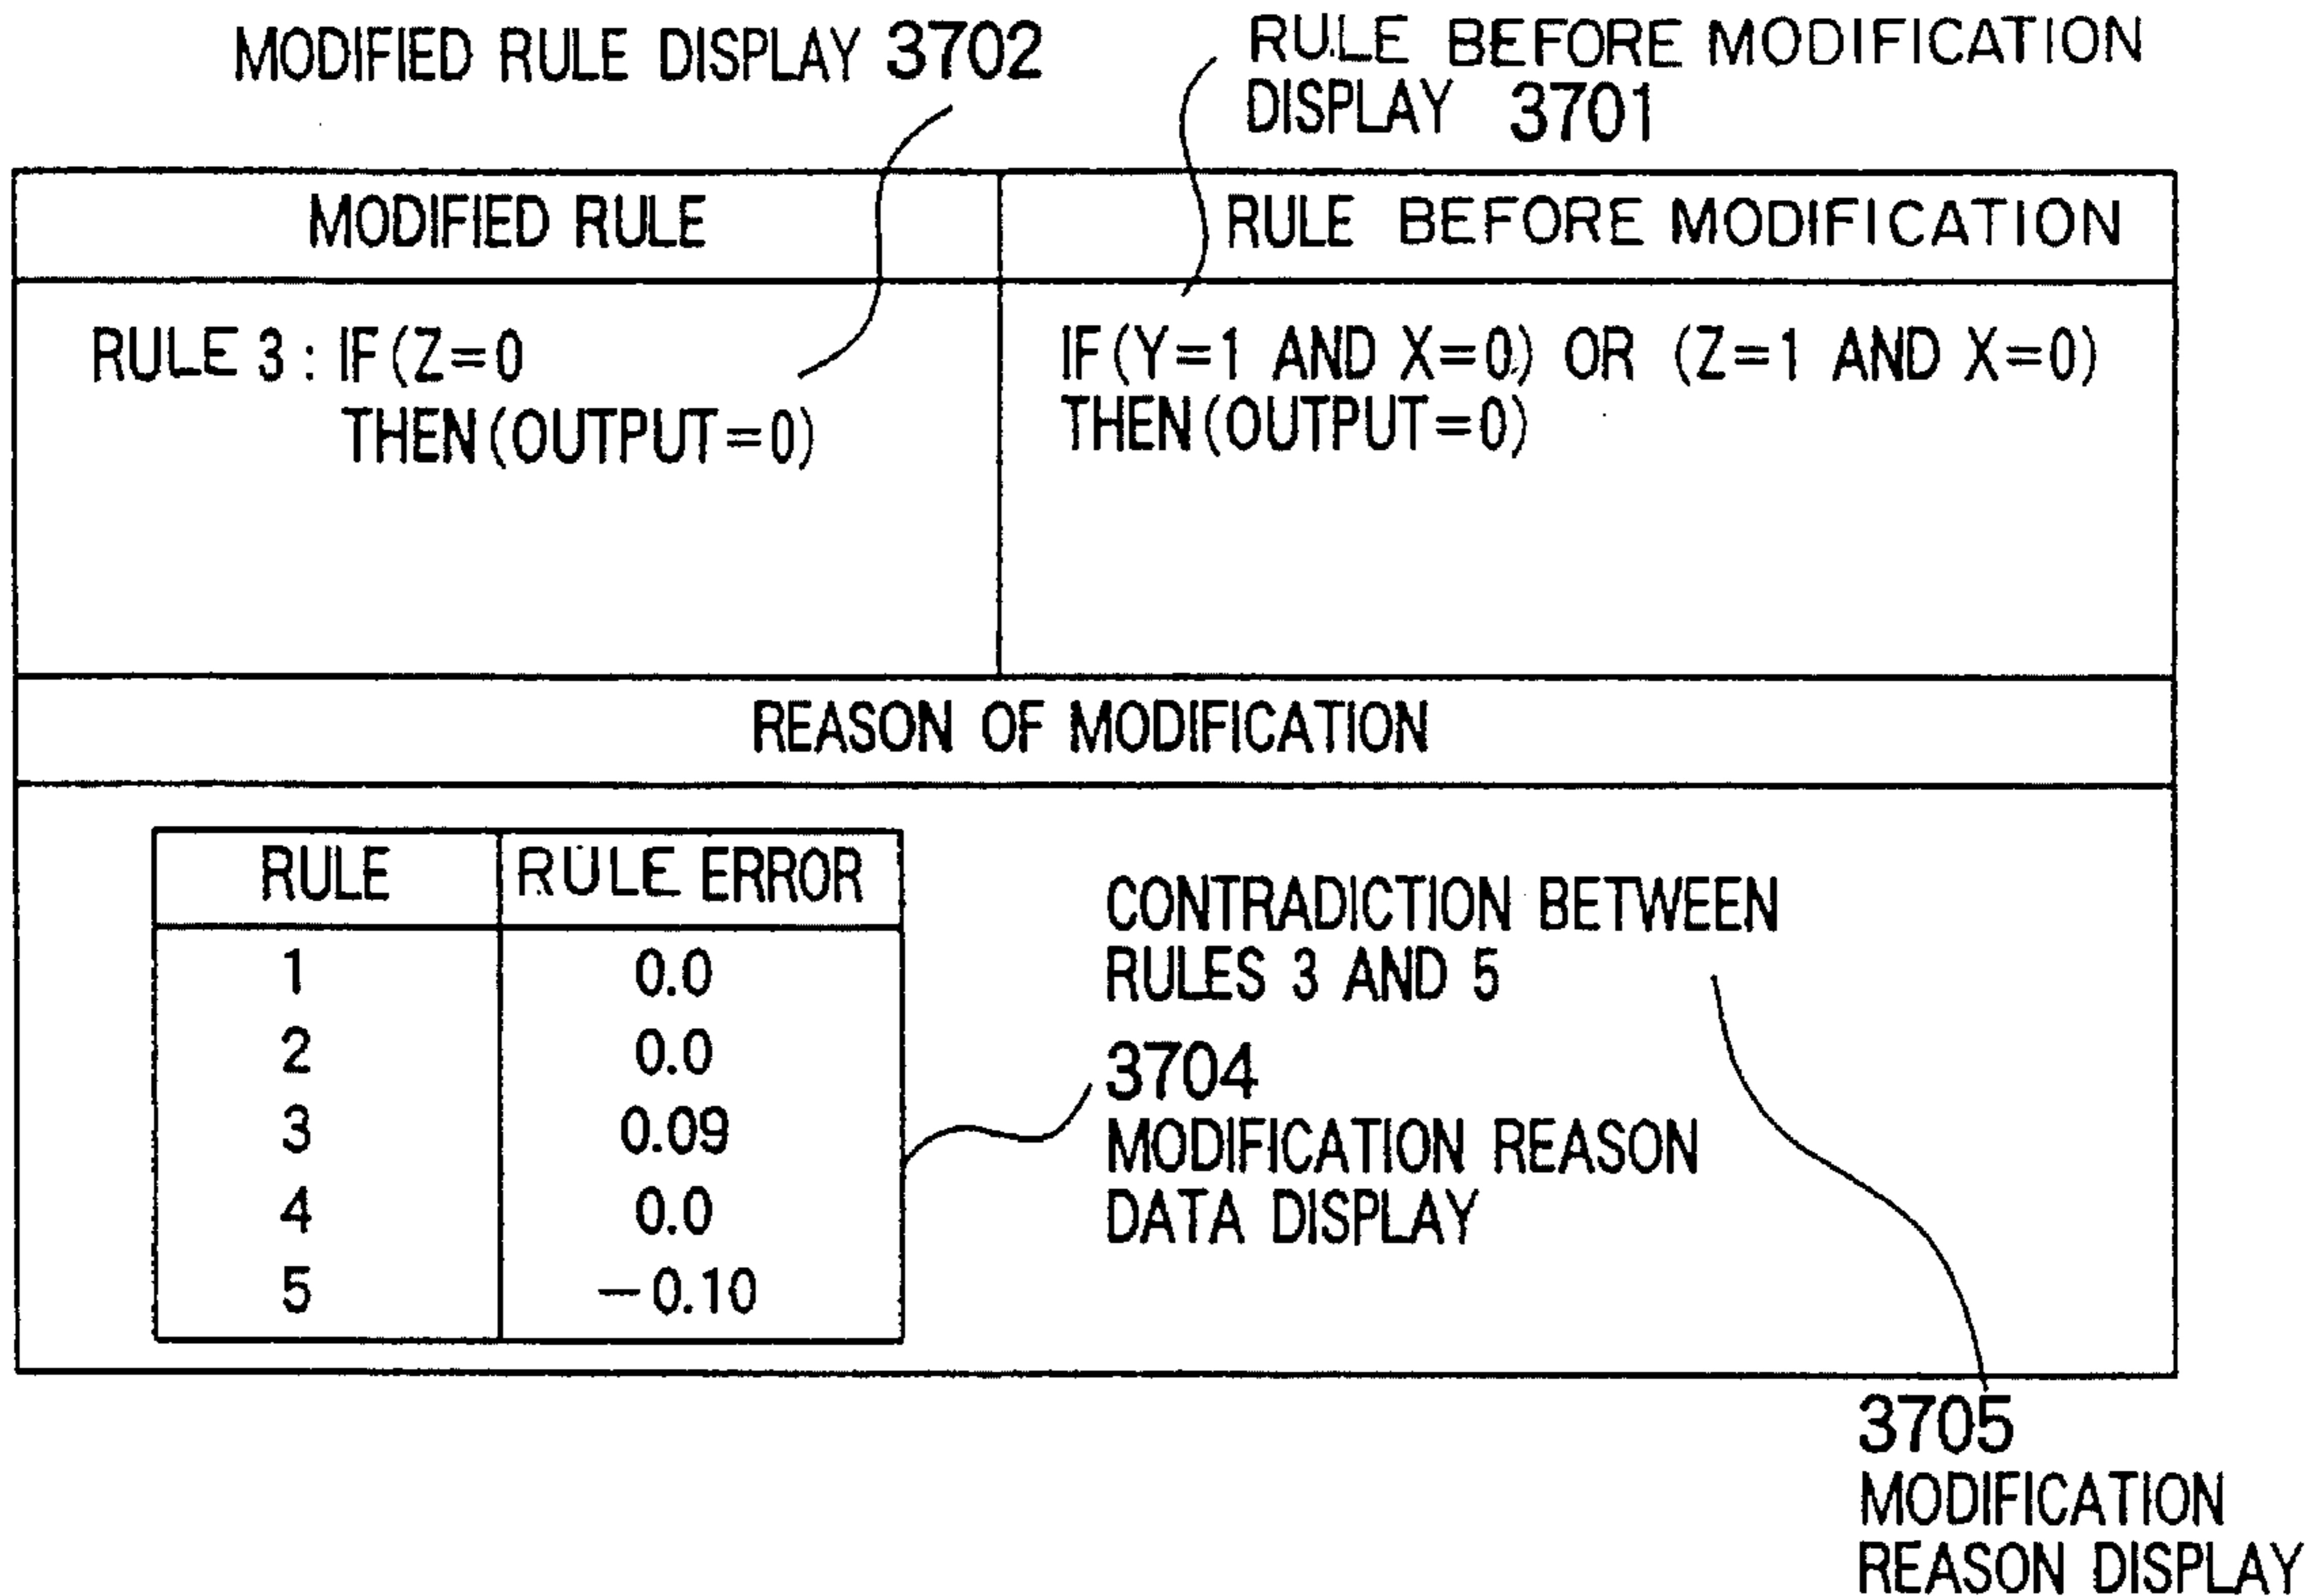 MODIFIED RULE DISPLAY 3702
RULE BEFORE MODIFICATION
DISPLAY 3701
MODIFIED RULE
RULE BEFORE MODIFICATION
RULE 3 : IF(Z=0
THEN(OUTPUT=0)
IF(Y=1 AND X=0) OR (Z=1 AND X=0)
THEN(OUTPUT=0)
REASON OF MODIFICATION
RULE RULE ERROR
1 0.0
2 0.0
3 0.09
4 0.0
5 −0.10
CONTRADICTION BETWEEN
RULES 3 AND 5
3704
MODIFICATION REASON
DATA DISPLAY
3705
MODIFICATION
REASON DISPLAY